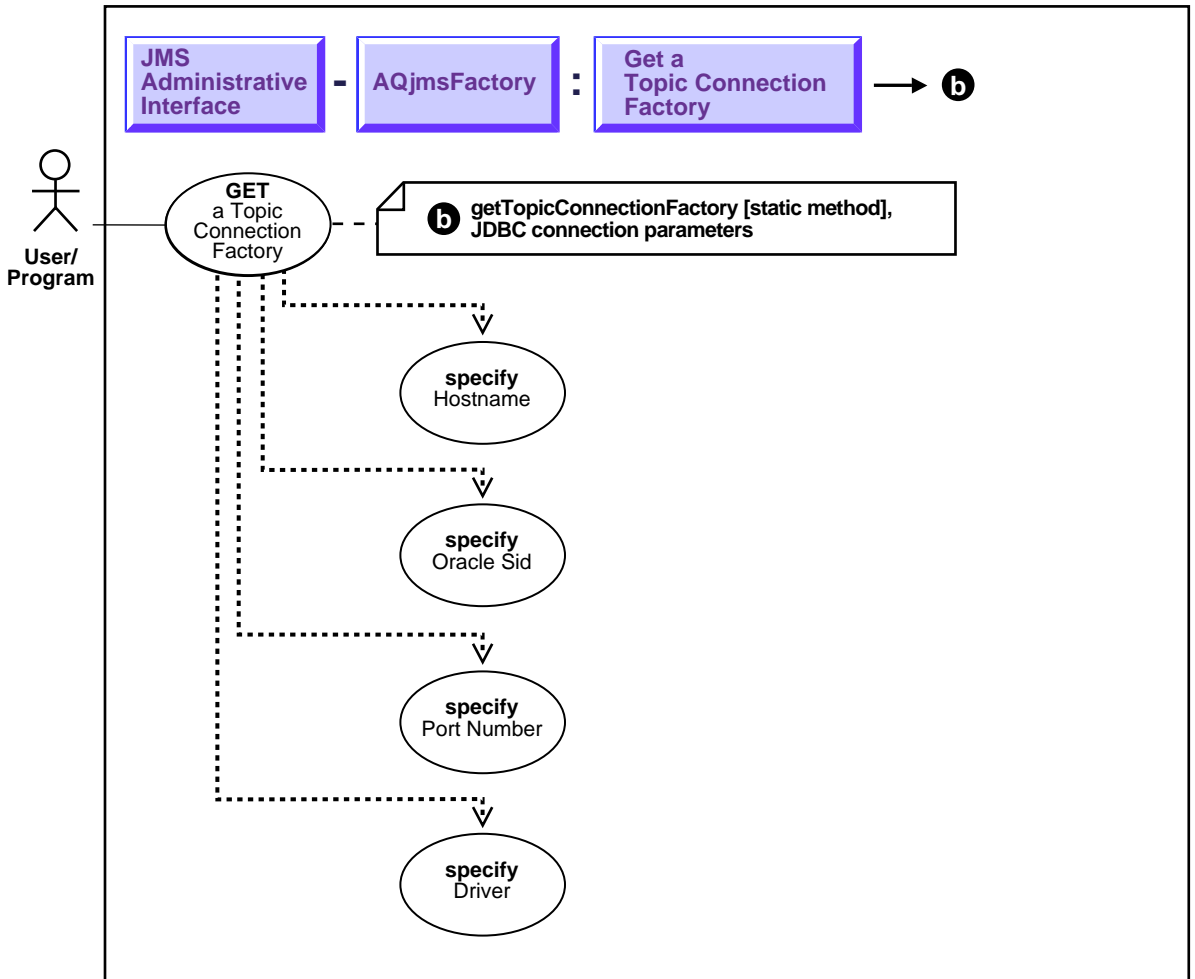 JMS
Administrative
Interface
-
AQjmsFactory
:
Get a
Topic Connection
Factory
b
User/
Program
GET
a Topic
Connection
Factory
b
getTopicConnectionFactory [static method],
JDBC connection parameters
specify
Hostname
specify
Oracle Sid
specify
Port Number
specify
Driver